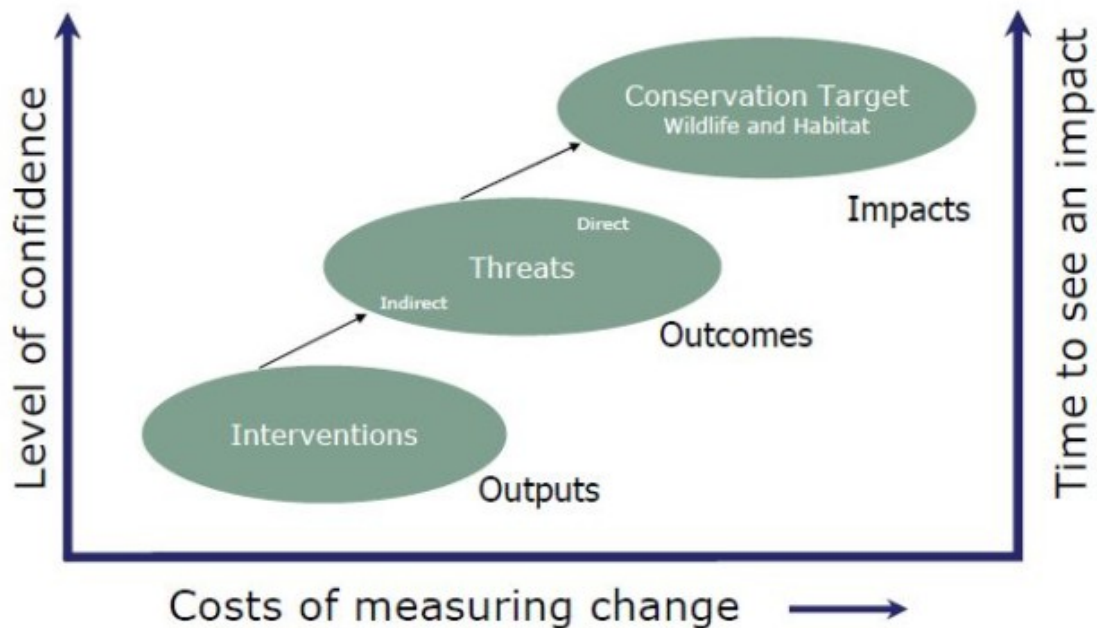 Level of confidence
Time to see an impact
Conservation Target
Wildlife and Habitat
Impacts
Direct
Threats
Indirect
Outcomes
Interventions
Outputs
Costs of measuring change